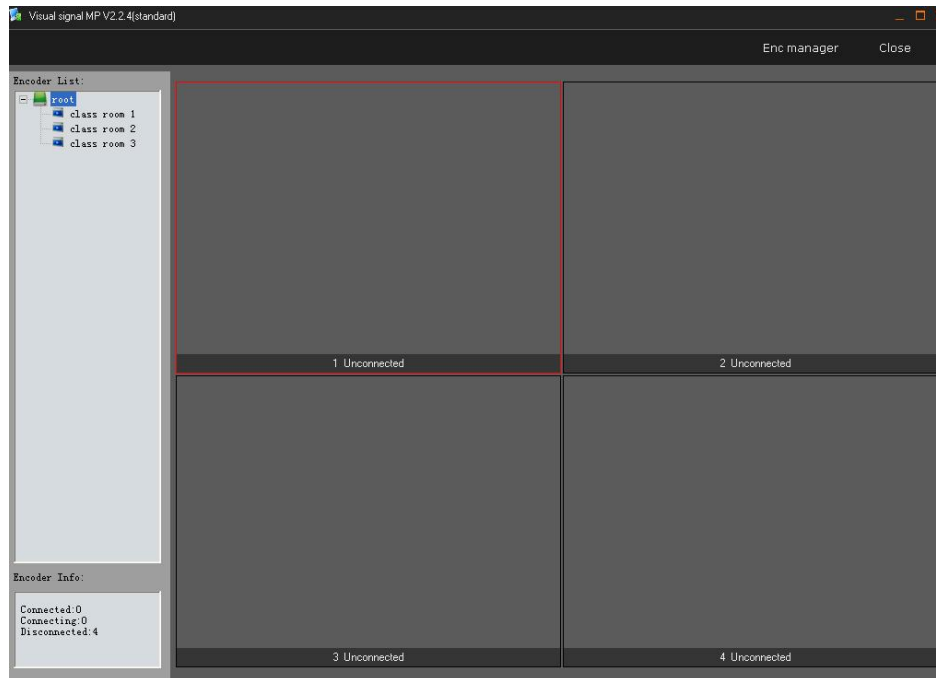 Visual signal MP V2.2.4(standard)
Enc manager
Close
Encoder List:
root
class room 1
class room 2
class room 3
1 Unconnected
2 Unconnected
3 Unconnected
4 Unconnected
Encoder Info:
Connected:0
Connecting:0
Disconnected:4